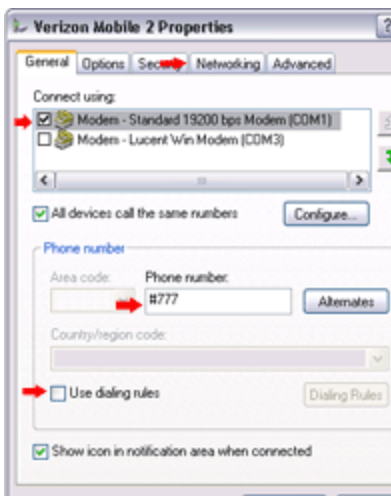 Verizon Mobile 2 Properties
?
General Options Networking Advanced
Connect using:
Modem - Standard 19200 bps Modem (COM1)
Modem - Lucent Win Modem (COM3)
All devices call the same numbers Configure...
Phone number
Area code: Phone number:
#777 Alternates
Country/region code:
Use dialing rules Dialing Rules
Show icon in notification area when connected